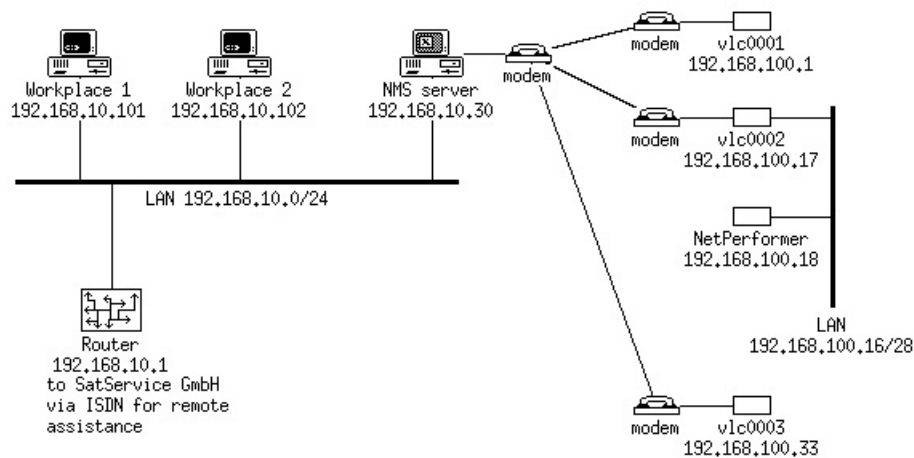 Workplace 1
192.168.10.101
Workplace 2
192.168.10.102
NMS server
192.168.10.30
modem
modem
vlc0001
192.168.100.1
modem
vlc0002
192.168.100.17
LAN 192.168.10.0/24
NetPerformer
192.168.100.18
LAN
192.168.100.16/28
Router
192.168.10.1
to SatService GmbH
via ISDN for remote
assistance
modem
vlc0003
192.168.100.33